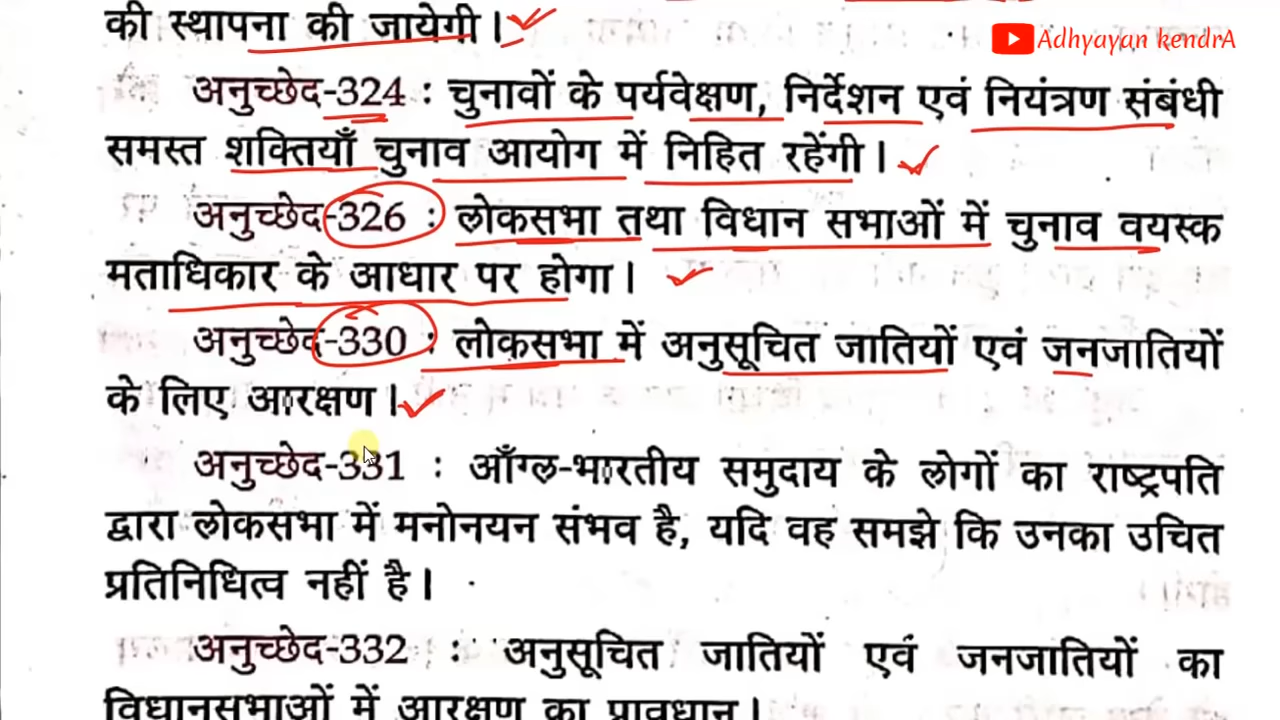 की स्थापना की जायेगी।
Adhyayan kendrA
अनुच्छेद-324 : चुनावों के पर्यवेक्षण, निर्देशन एवं नियंत्रण संबंधी
समस्त शक्तियाँ चुनाव आयोग में निहित रहेंगी।
अनुच्छेद-326 : लोकसभा तथा विधान सभाओं में चुनाव वयस्क
मताधिकार के आधार पर होगा।
अनुच्छेद-330 : लोकसभा में अनुसूचित जातियों एवं जनजातियों
के लिए आरक्षण।
अनुच्छेद-331 : आँग्ल-भारतीय समुदाय के लोगों का राष्ट्रपति
द्वारा लोकसभा में मनोनयन संभव है, यदि वह समझे कि उनका उचित
प्रतिनिधित्व नहीं है।
अनुच्छेद-332 : अनुसूचित जातियों एवं जनजातियों का
विधानसभाओं में आरक्षण का प्रावधान।